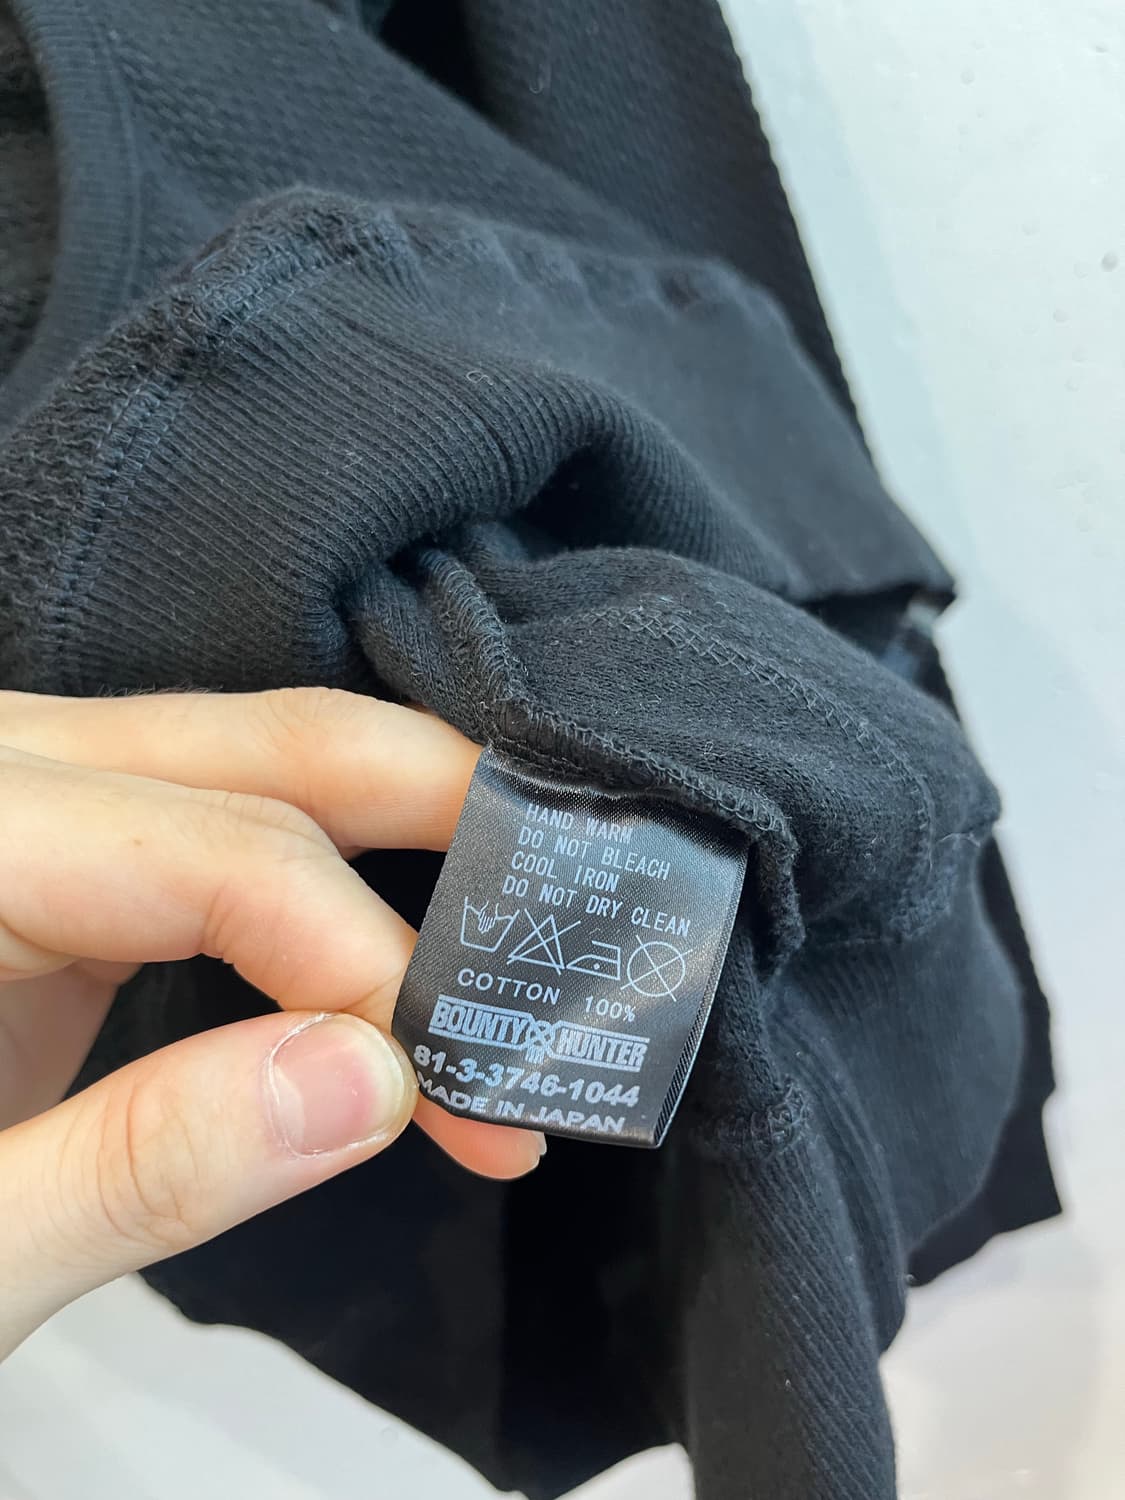 HAND WARM
DO NOT BLEACH
COOL IRON
DO NOT DRY CLEAN
COTTON 100%
BOUNTY HUNTER
81-3-3746-1044
MADE IN JAPAN